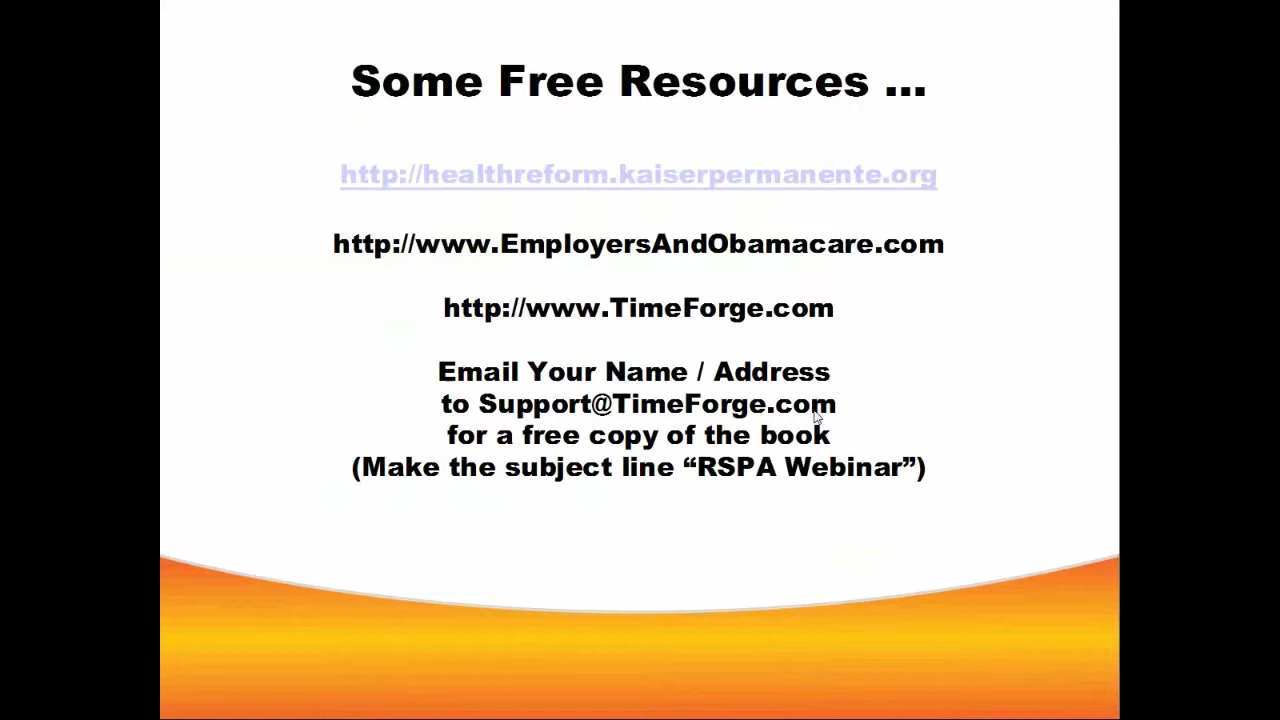 Some Free Resources ...
http://healthreform.kaiserpermanente.org
http://www.EmployersAndObamacare.com
http://www.TimeForge.com
Email Your Name / Address
to Support@TimeForge.com
for a free copy of the book
(Make the subject line “RSPA Webinar”)